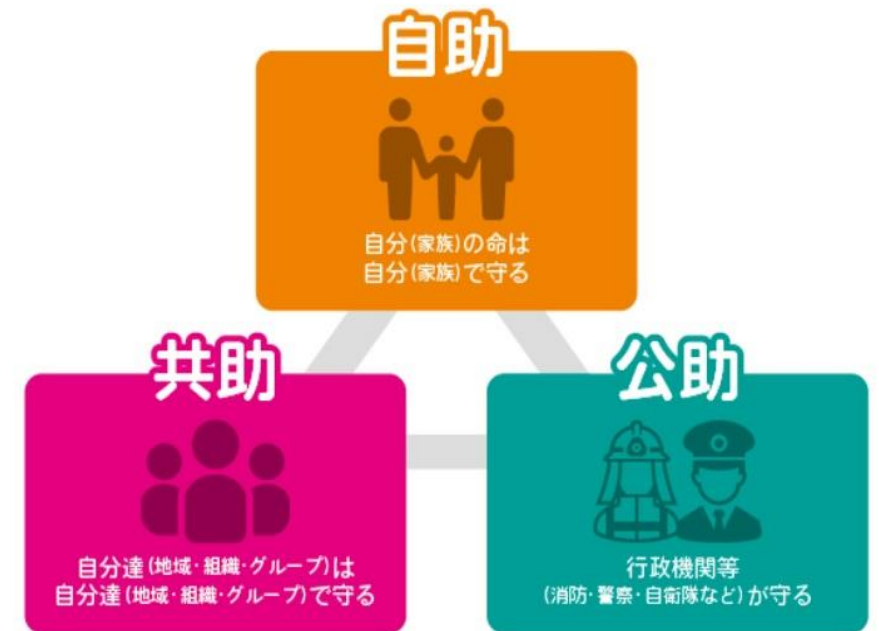 自助
自分(家族)の命は
自分(家族)で守る
共助
自分達(地域・組織・グループ)は
自分達(地域・組織・グループ)で守る
公助
行政機関等
(消防・警察・自衛隊など)が守る